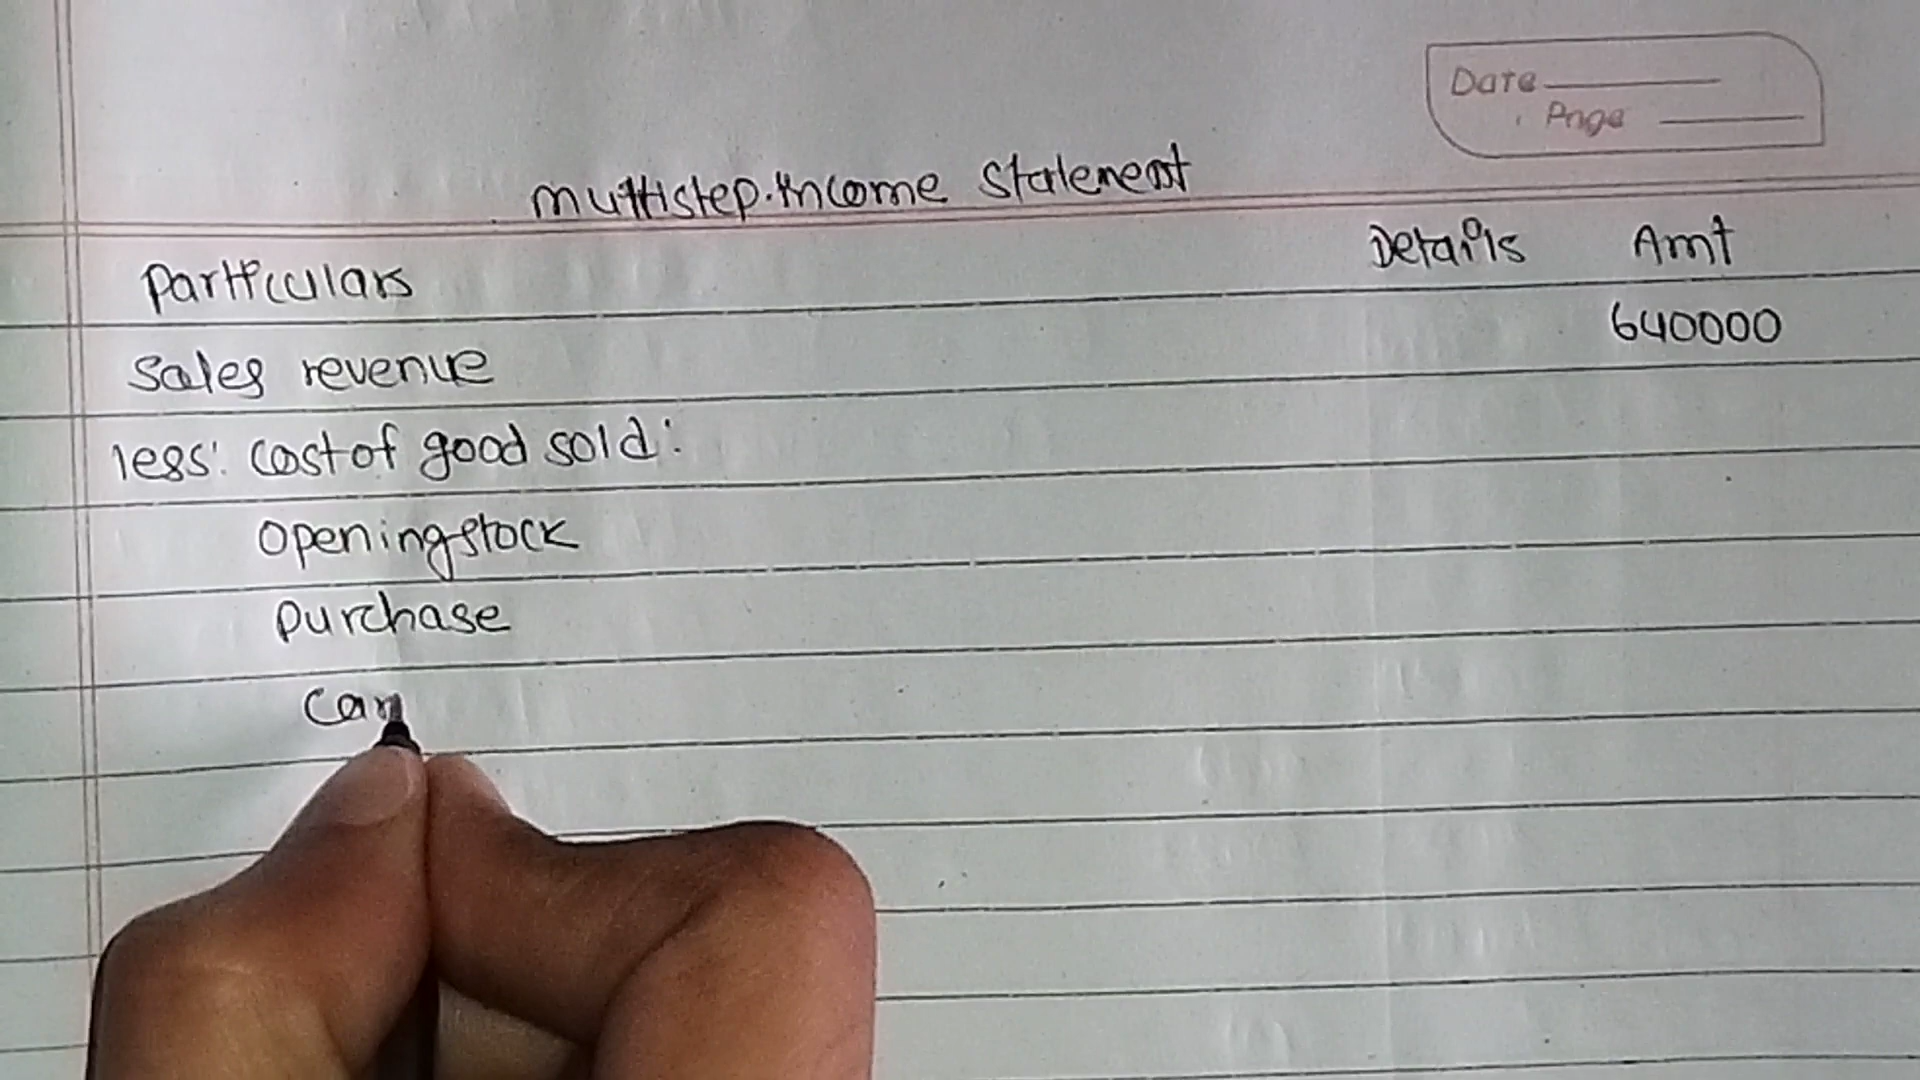 Date
Page
multistep income statement
particulars Details Amt
sales revenue 640000
less: cost of good sold:
opening stock
purchase
carr